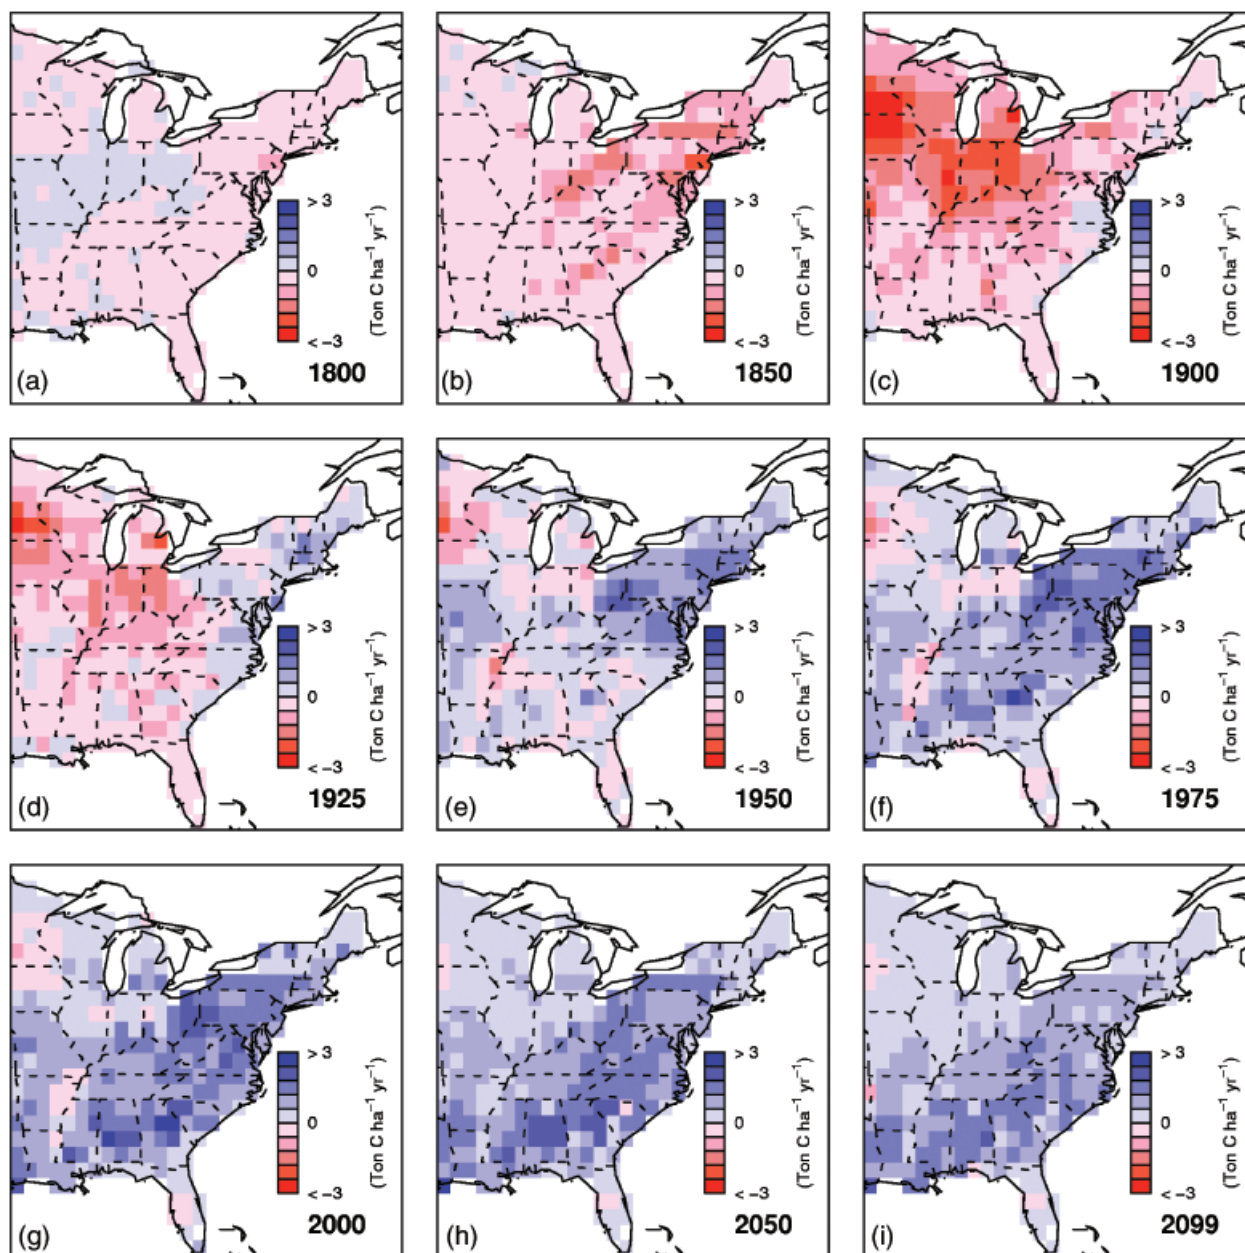 > 3
0
< −3
(Ton C ha⁻¹ yr⁻¹)
(a)
1800
> 3
0
< −3
(Ton C ha⁻¹ yr⁻¹)
(b)
1850
> 3
0
< −3
(Ton C ha⁻¹ yr⁻¹)
(c)
1900
> 3
0
< −3
(Ton C ha⁻¹ yr⁻¹)
(d)
1925
> 3
0
< −3
(Ton C ha⁻¹ yr⁻¹)
(e)
1950
> 3
0
< −3
(Ton C ha⁻¹ yr⁻¹)
(f)
1975
> 3
0
< −3
(Ton C ha⁻¹ yr⁻¹)
(g)
2000
> 3
0
< −3
(Ton C ha⁻¹ yr⁻¹)
(h)
2050
> 3
0
< −3
(Ton C ha⁻¹ yr⁻¹)
(i)
2099